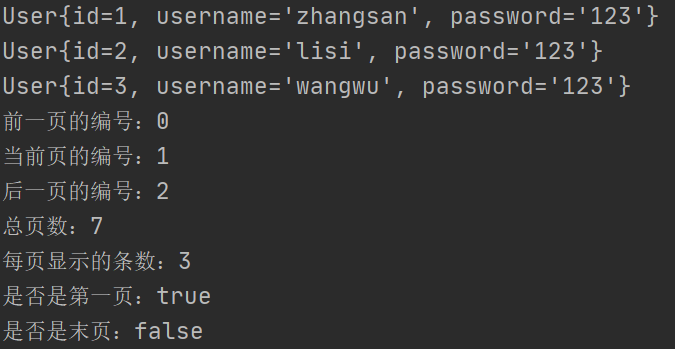 User{id=1, username='zhangsan', password='123'}
User{id=2, username='lisi', password='123'}
User{id=3, username='wangwu', password='123'}
前一页的编号：0
当前页的编号：1
后一页的编号：2
总页数：7
每页显示的条数：3
是否是第一页：true
是否是末页：false